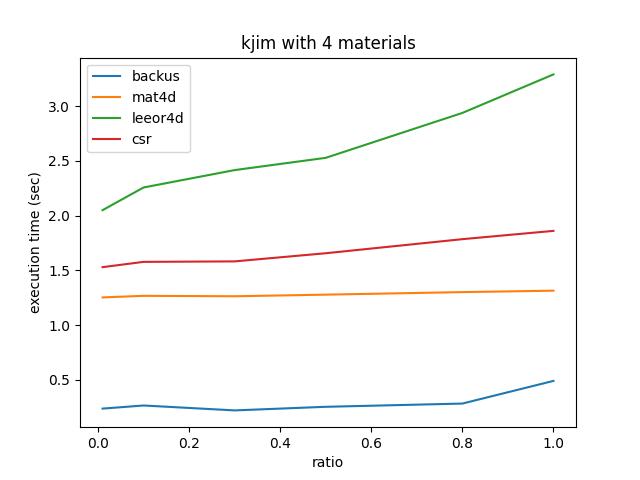 kjim with 4 materials
backus
mat4d
leeor4d
csr
execution time (sec)
3.0
2.5
2.0
1.5
1.0
0.5
0.0 0.2 0.4 0.6 0.8 1.0
ratio